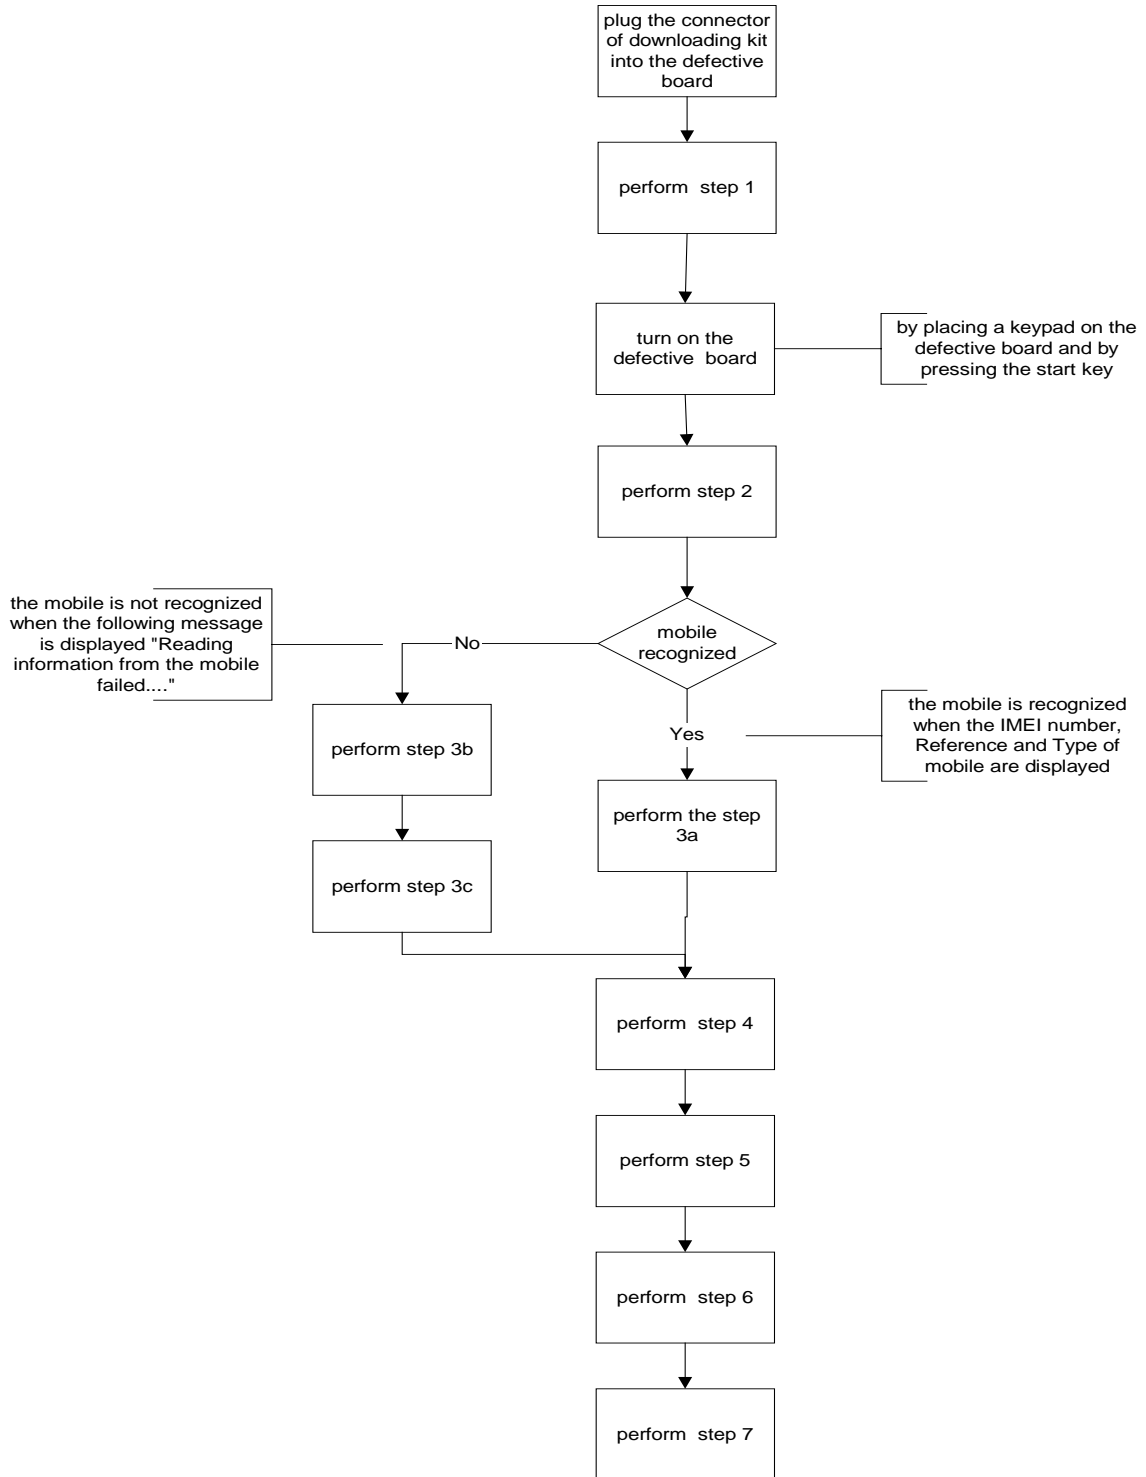 plug the connector
of downloading kit
into the defective
board
perform  step 1
turn on the
defective  board
by placing a keypad on the
defective board and by
pressing the start key
perform step 2
the mobile is not recognized
when the following message
is displayed "Reading
information from the mobile
failed...."
No
mobile
recognized
Yes
the mobile is recognized
when the IMEI number,
Reference and Type of
mobile are displayed
perform step 3b
perform the step
3a
perform step 3c
perform  step 4
perform step 5
perform  step 6
perform  step 7